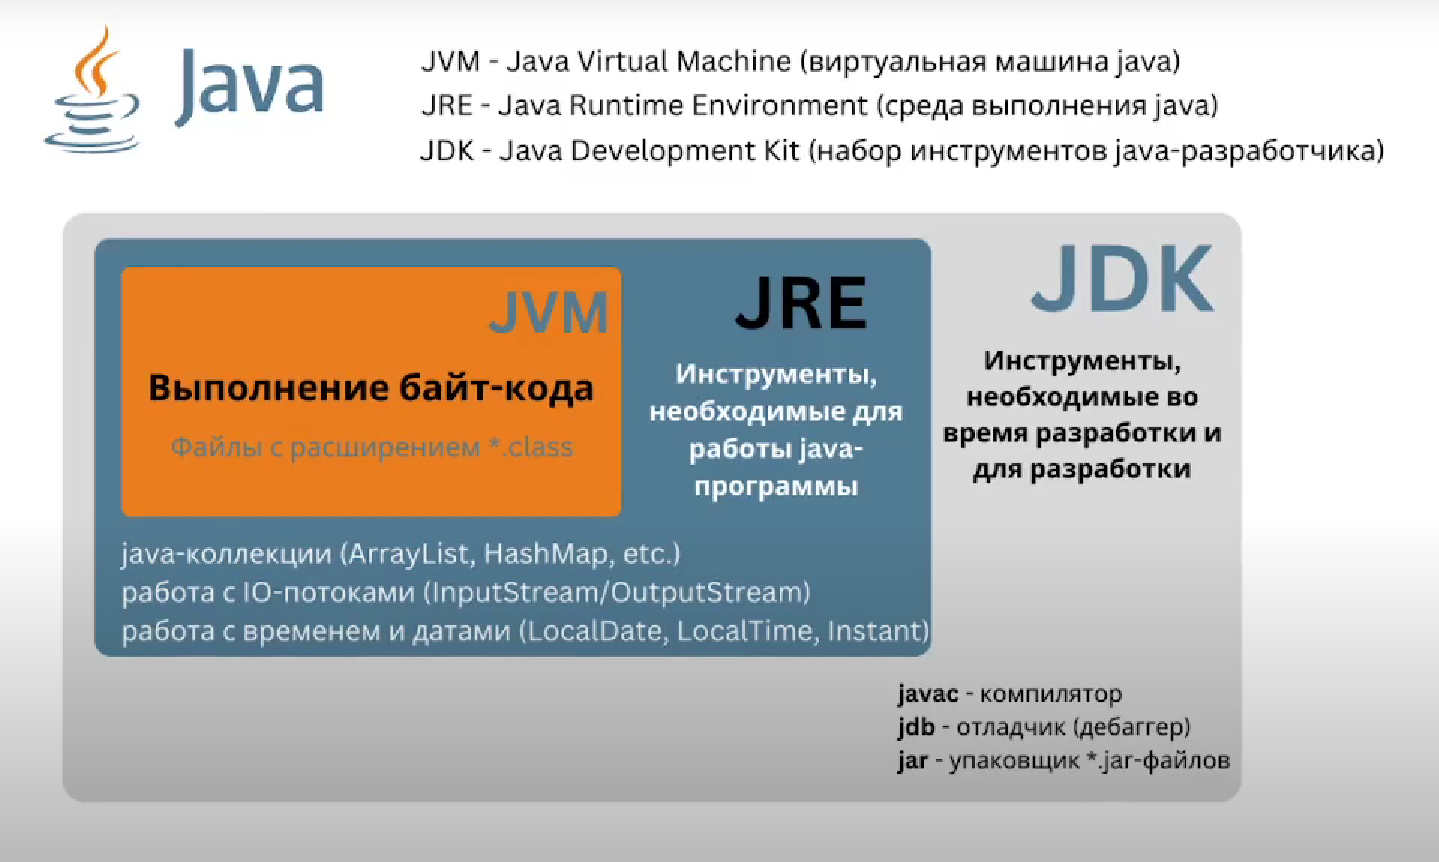 Java
JVM - Java Virtual Machine (виртуальная машина java)
JRE - Java Runtime Environment (среда выполнения java)
JDK - Java Development Kit (набор инструментов java-разработчика)
JDK
Инструменты,
необходимые во
время разработки и
для разработки
JRE
Инструменты,
необходимые для
работы java-
программы
JVM
Выполнение байт-кода
Файлы с расширением *.class
java-коллекции (ArrayList, HashMap, etc.)
работа с IO-потоками (InputStream/OutputStream)
работа с временем и датами (LocalDate, LocalTime, Instant)
javac - компилятор
jdb - отладчик (дебаггер)
jar - упаковщик *.jar-файлов